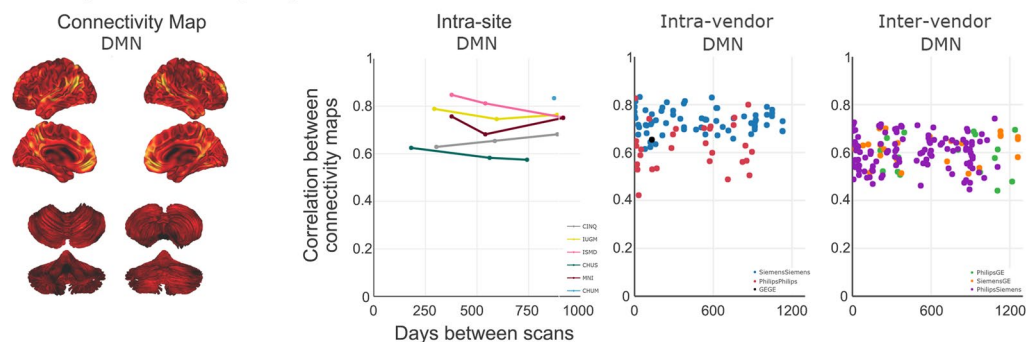 Connectivity Map
DMN
Intra-site
DMN
Intra-vendor
DMN
Inter-vendor
DMN
Correlation between
connectivity maps
1
0.8
0.6
0.4
0.2
0
0
250
500
750
1000
Days between scans
CINQ
IUGM
ISMD
CHUS
MNI
CHUM
1
0.8
0.6
0.4
0.2
0
0
600
1200
SiemensSiemens
PhilipsPhilips
GEGE
1
0.8
0.6
0.4
0.2
0
0
600
1200
PhilipsGE
SiemensGE
PhilipsSiemens